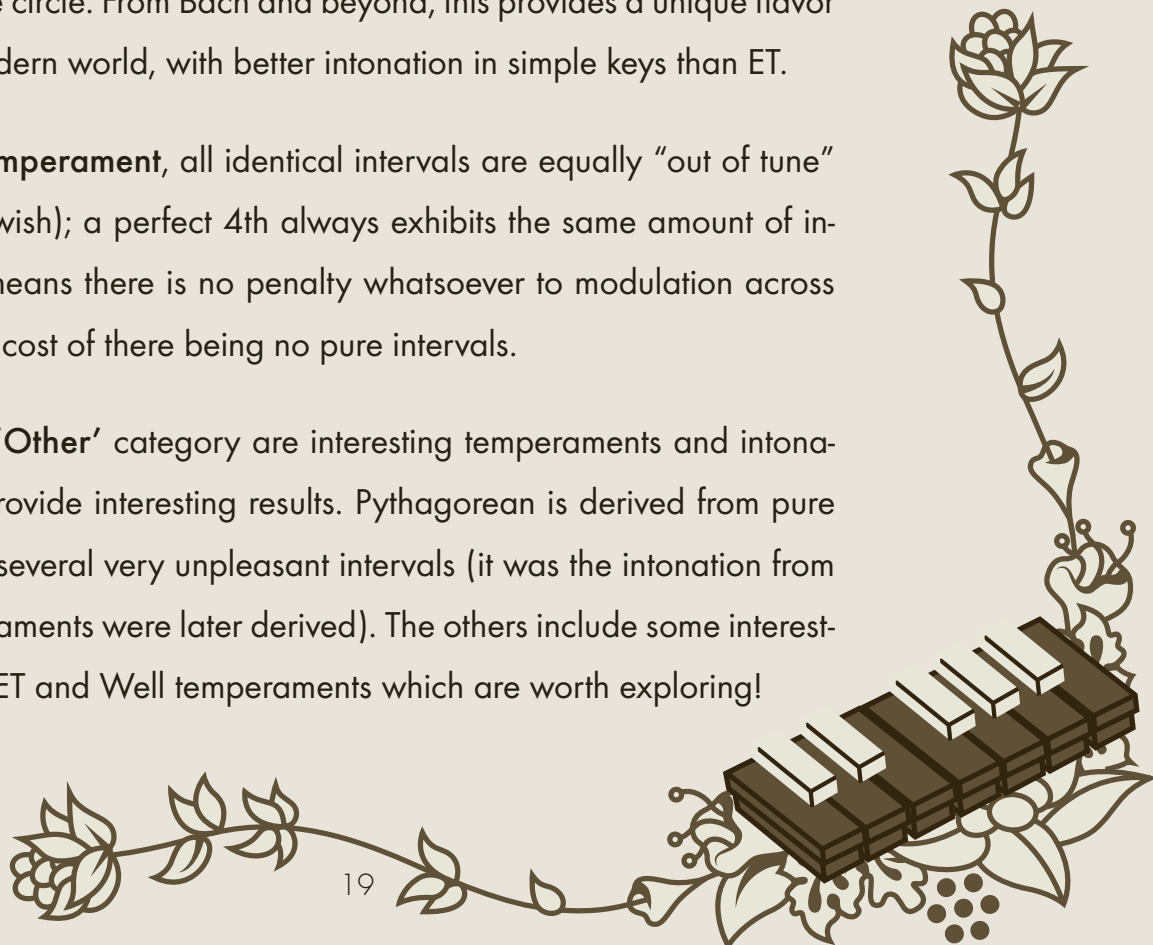 circle. From Bach and beyond, this provides a unique flavor
dern world, with better intonation in simple keys than ET.
mperament, all identical intervals are equally “out of tune”
wish); a perfect 4th always exhibits the same amount of in-
means there is no penalty whatsoever to modulation across
cost of there being no pure intervals.
‘Other’ category are interesting temperaments and intona-
rovide interesting results. Pythagorean is derived from pure
several very unpleasant intervals (it was the intonation from
aments were later derived). The others include some interest-
ET and Well temperaments which are worth exploring!
19